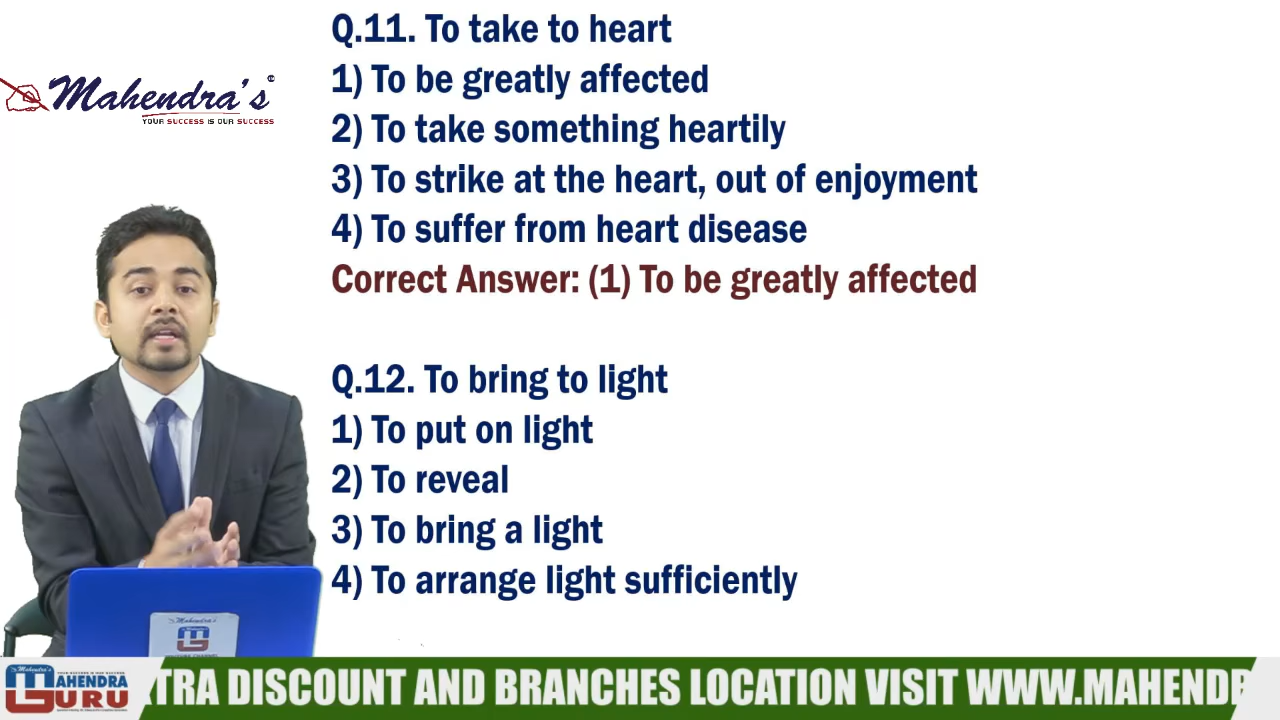 Q.11. To take to heart
1) To be greatly affected
2) To take something heartily
3) To strike at the heart, out of enjoyment
4) To suffer from heart disease
Correct Answer: (1) To be greatly affected
Q.12. To bring to light
1) To put on light
2) To reveal
3) To bring a light
4) To arrange light sufficiently
Mahendra's
YOUR SUCCESS IS OUR SUCCESS
Mahendra's
Mahendra's
MAHENDRA
GURU
TRA DISCOUNT AND BRANCHES LOCATION VISIT WWW.MAHENDR